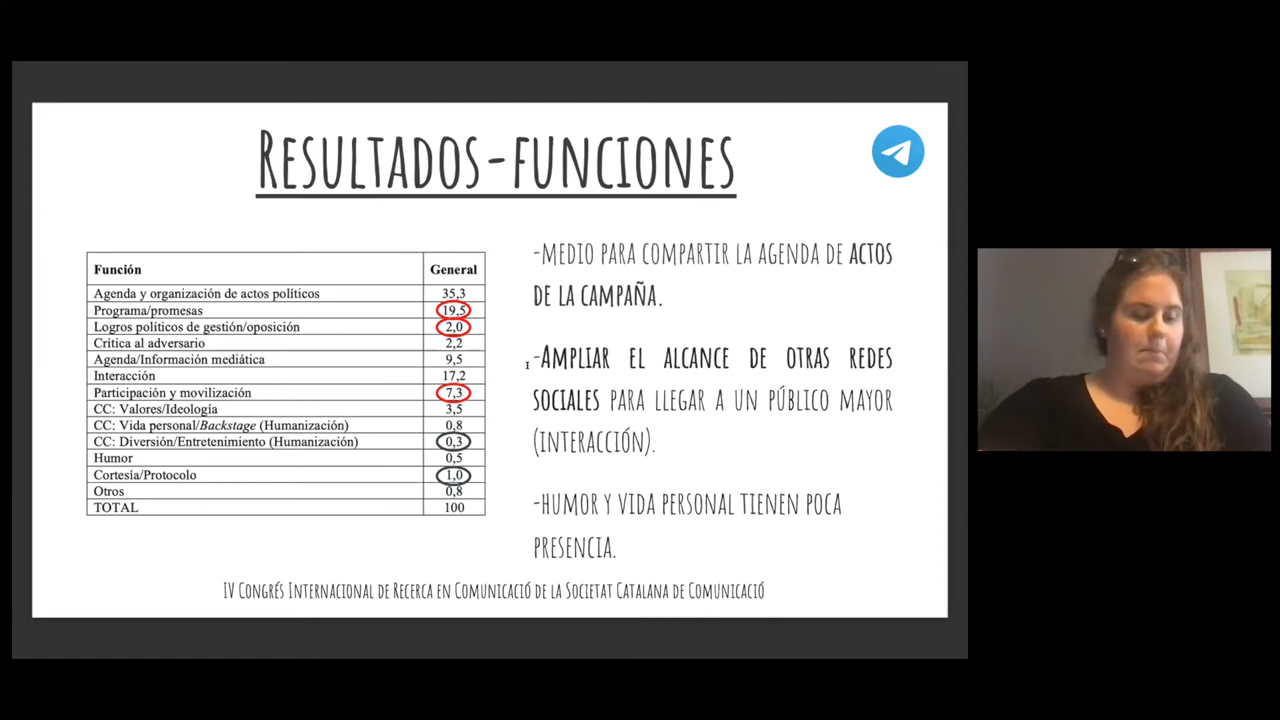 RESULTADOS-FUNCIONES
Función General
Agenda y organización de actos políticos 35,3
Programa/promesas 19,5
Logros políticos de gestión/oposición 2,0
Crítica al adversario 2,2
Agenda/Información mediática 9,5
Interacción 17,2
Participación y movilización 7,3
CC: Valores/Ideología 3,5
CC: Vida personal/Backstage (Humanización) 0,8
CC: Diversión/Entretenimiento (Humanización) 0,3
Humor 0,5
Cortesía/Protocolo 1,0
Otros 0,8
TOTAL 100
-MEDIO PARA COMPARTIR LA AGENDA DE ACTOS
DE LA CAMPAÑA.
-AMPLIAR EL ALCANCE DE OTRAS REDES
SOCIALES PARA LLEGAR A UN PÚBLICO MAYOR
(INTERACCIÓN).
-HUMOR Y VIDA PERSONAL TIENEN POCA
PRESENCIA.
IV CONGRÉS INTERNACIONAL DE RECERCA EN COMUNICACIÓ DE LA SOCIETAT CATALANA DE COMUNICACIÓ